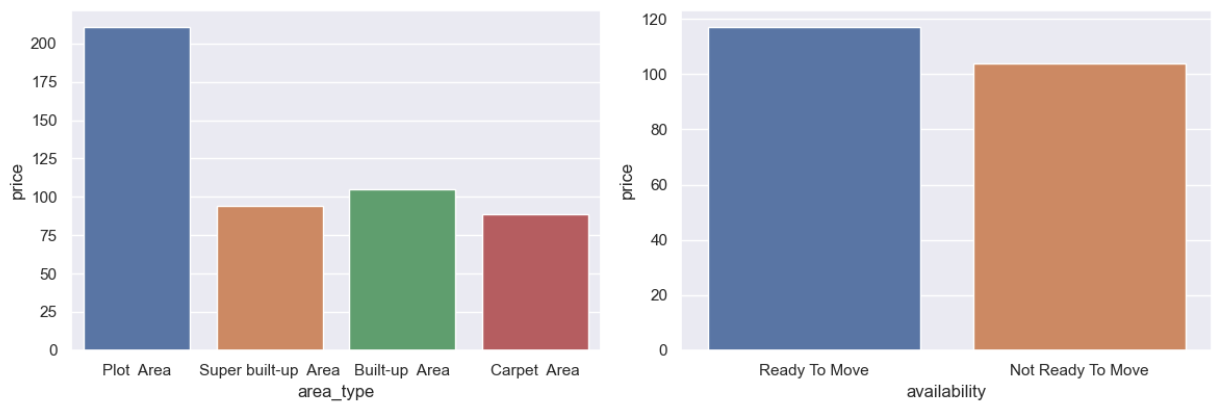 price
200
175
150
125
100
75
50
25
0
Plot  Area Super built-up  Area Built-up  Area Carpet  Area
area_type
price
120
100
80
60
40
20
0
Ready To Move Not Ready To Move
availability